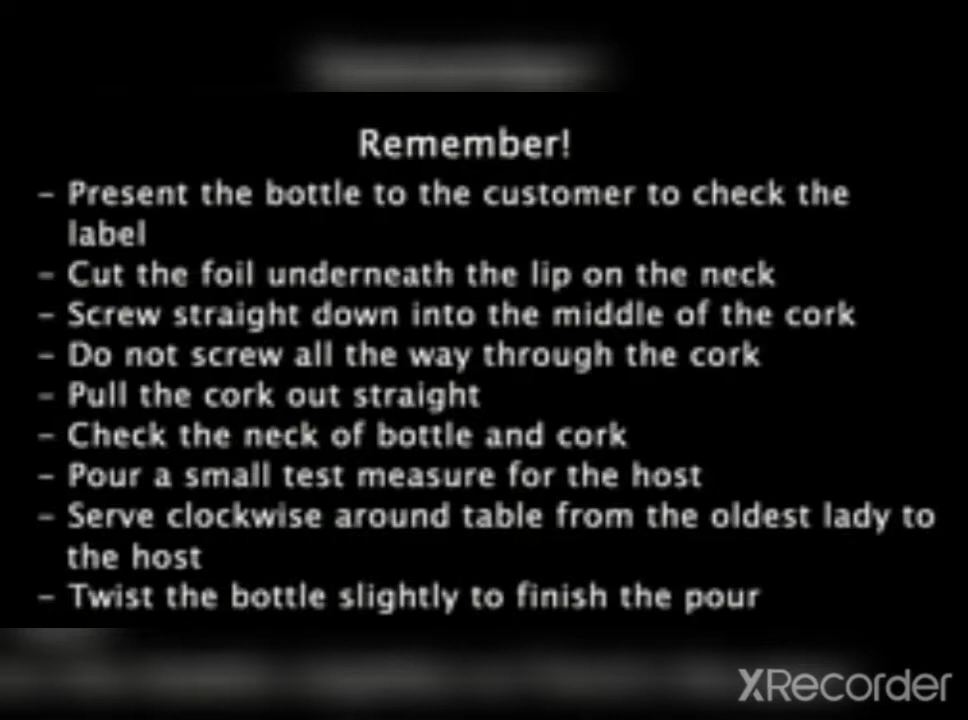 Remember!
– Present the bottle to the customer to check the
label
– Cut the foil underneath the lip on the neck
– Screw straight down into the middle of the cork
– Do not screw all the way through the cork
– Pull the cork out straight
– Check the neck of bottle and cork
– Pour a small test measure for the host
– Serve clockwise around table from the oldest lady to
the host
– Twist the bottle slightly to finish the pour
XRecorder